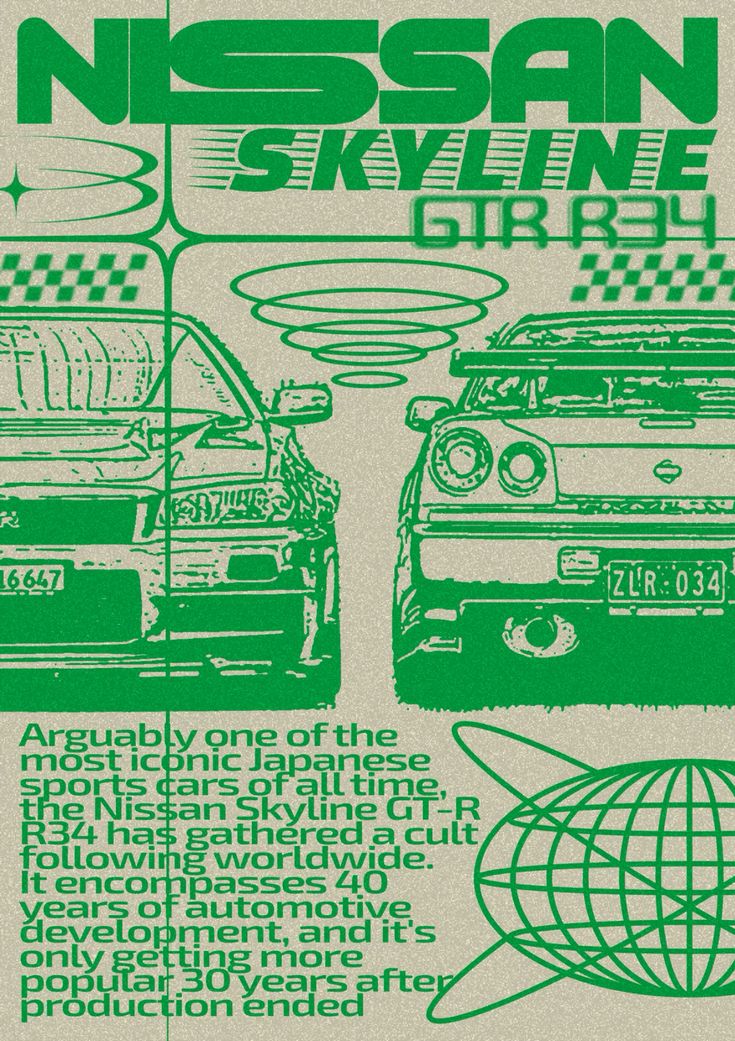 NISSAN
SKYLINE
GTR R34
16647
ZLR·034
Arguably one of the
most iconic Japanese
sports cars of all time,
the Nissan Skyline GT-R
R34 has gathered a cult
following worldwide.
It encompasses 40
years of automotive
development, and it's
only getting more
popular 30 years after
production ended